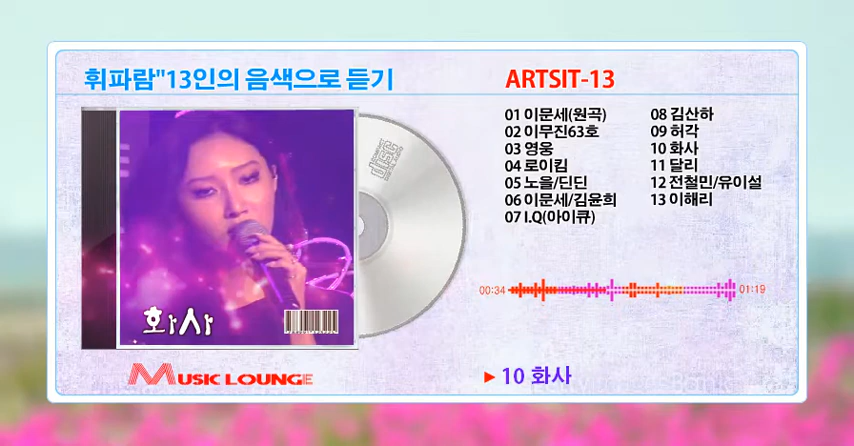 휘파람"13인의 음색으로 듣기
ARTSIT-13
01 이문세(원곡)
02 이무진63호
03 영웅
04 로이킴
05 노을/딘딘
06 이문세/김윤희
07 I.Q(아이큐)
08 김산하
09 허각
10 화사
11 달리
12 전철민/유이설
13 이해리
00:34
01:19
화사
MUSIC LOUNGE
▶ 10 화사